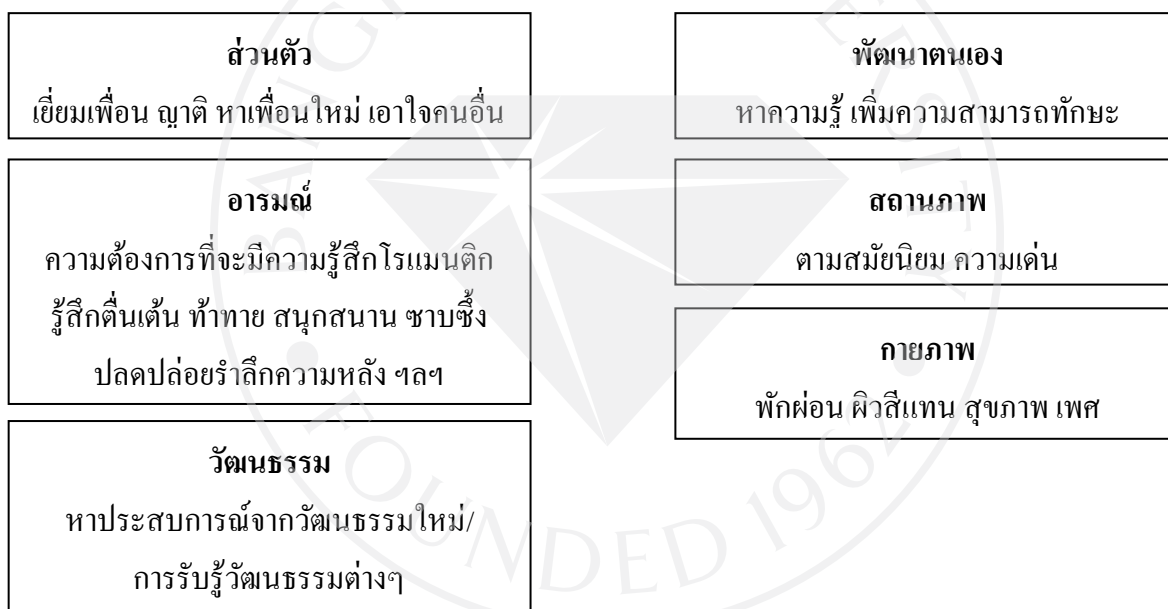 ส่วนตัว
เยี่ยมเพื่อน ญาติ หาเพื่อนใหม่ เอาใจคนอื่น
อารมณ์
ความต้องการที่จะมีความรู้สึกโรแมนติก
รู้สึกตื่นเต้น ท้าทาย สนุกสนาน ซาบซึ้ง
ปลดปล่อยรำลึกความหลัง ฯลฯ
วัฒนธรรม
หาประสบการณ์จากวัฒนธรรมใหม่/
การรับรู้วัฒนธรรมต่างๆ
พัฒนาตนเอง
หาความรู้ เพิ่มความสามารถทักษะ
สถานภาพ
ตามสมัยนิยม ความเด่น
กายภาพ
พักผ่อน ผิวสีแทน สุขภาพ เพศ
FOUNDED 1962